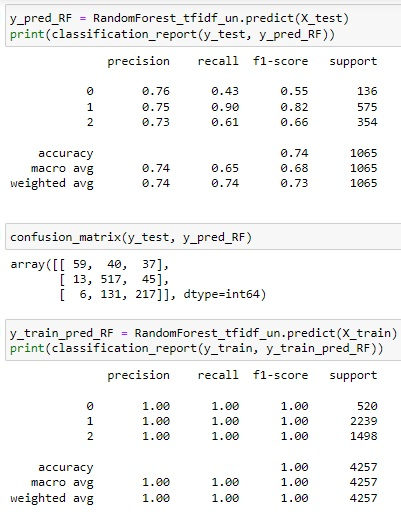 y_pred_RF = RandomForest_tfidf_un.predict(X_test)
print(classification_report(y_test, y_pred_RF))
precision recall f1-score support
0 0.76 0.43 0.55 136
1 0.75 0.90 0.82 575
2 0.73 0.61 0.66 354
accuracy 0.74 1065
macro avg 0.74 0.65 0.68 1065
weighted avg 0.74 0.74 0.73 1065
confusion_matrix(y_test, y_pred_RF)
array([[ 59, 40, 37],
[ 13, 517, 45],
[ 6, 131, 217]], dtype=int64)
y_train_pred_RF = RandomForest_tfidf_un.predict(X_train)
print(classification_report(y_train, y_train_pred_RF))
precision recall f1-score support
0 1.00 1.00 1.00 520
1 1.00 1.00 1.00 2239
2 1.00 1.00 1.00 1498
accuracy 1.00 4257
macro avg 1.00 1.00 1.00 4257
weighted avg 1.00 1.00 1.00 4257